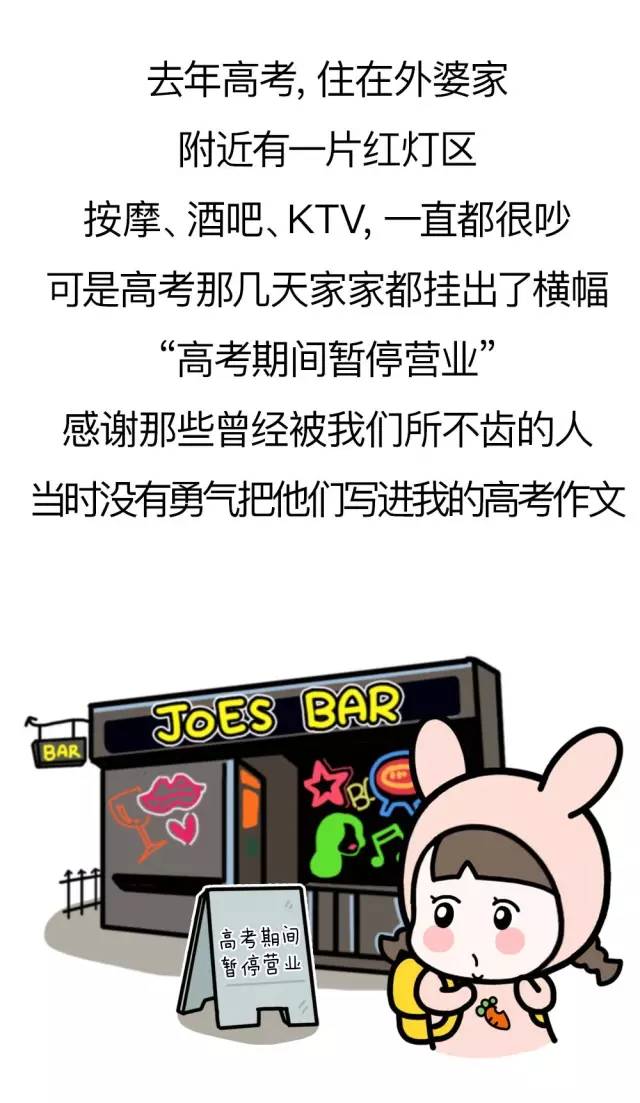 去年高考, 住在外婆家
附近有一片红灯区
按摩、酒吧、KTV, 一直都很吵
可是高考那几天家家都挂出了横幅
“高考期间暂停营业”
感谢那些曾经被我们所不齿的人
当时没有勇气把他们写进我的高考作文
JOES BAR
BAR
高考期间
暂停营业